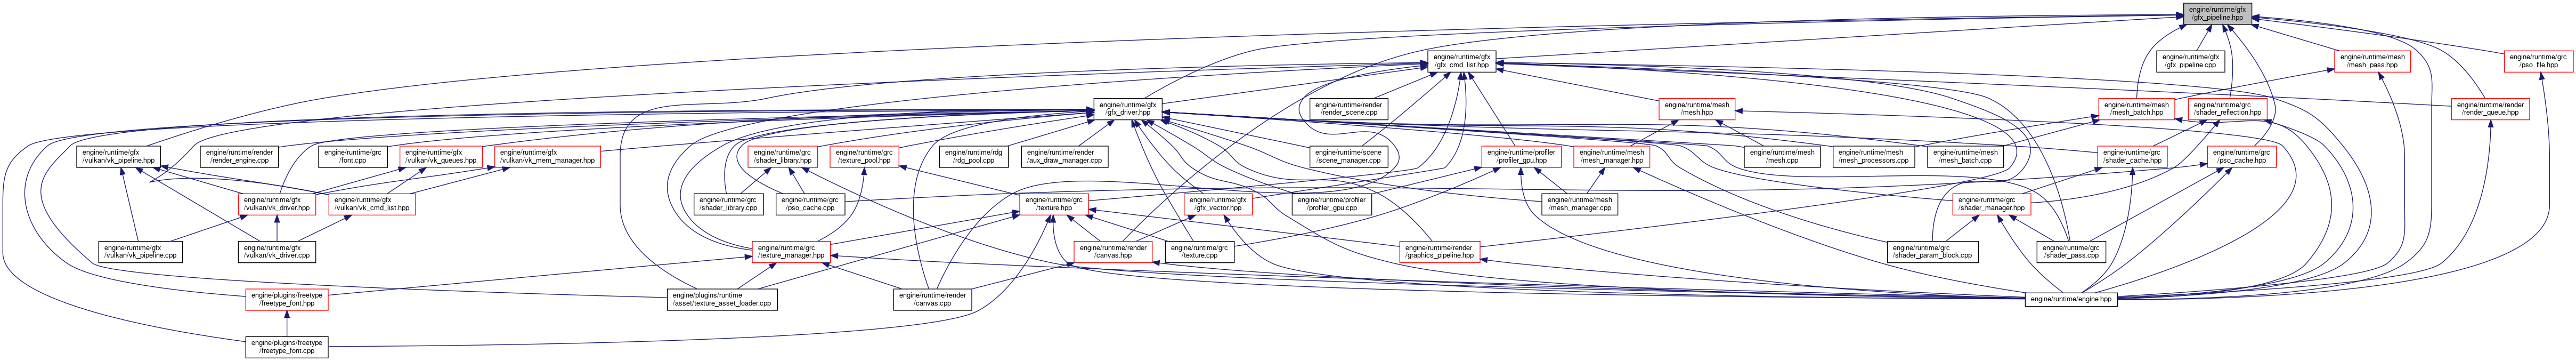 engine/runtime/gfx
/gfx_pipeline.hpp
engine/runtime/gfx
/gfx_cmd_list.hpp
engine/runtime/gfx
/gfx_pipeline.cpp
engine/runtime/mesh
/mesh_pass.hpp
engine/runtime/grc
/pso_file.hpp
engine/runtime/gfx
/gfx_driver.hpp
engine/runtime/render
/render_scene.cpp
engine/runtime/mesh
/mesh.hpp
engine/runtime/mesh
/mesh_batch.hpp
engine/runtime/grc
/shader_reflection.hpp
engine/runtime/render
/render_queue.hpp
engine/runtime/gfx
/vulkan/vk_pipeline.hpp
engine/runtime/render
/render_engine.cpp
engine/runtime/grc
/font.cpp
engine/runtime/gfx
/vulkan/vk_queues.hpp
engine/runtime/gfx
/vulkan/vk_mem_manager.hpp
engine/runtime/grc
/shader_library.hpp
engine/runtime/grc
/texture_pool.hpp
engine/runtime/rdg
/rdg_pool.cpp
engine/runtime/render
/aux_draw_manager.cpp
engine/runtime/profiler
/profiler_gpu.hpp
engine/runtime/scene
/scene_manager.cpp
engine/runtime/mesh
/mesh_manager.hpp
engine/runtime/mesh
/mesh.cpp
engine/runtime/mesh
/mesh_processors.cpp
engine/runtime/mesh
/mesh_batch.cpp
engine/runtime/grc
/shader_cache.hpp
engine/runtime/grc
/pso_cache.hpp
engine/runtime/gfx
/vulkan/vk_driver.hpp
engine/runtime/gfx
/vulkan/vk_cmd_list.hpp
engine/runtime/grc
/shader_library.cpp
engine/runtime/grc
/pso_cache.cpp
engine/runtime/grc
/texture.hpp
engine/runtime/gfx
/gfx_vector.hpp
engine/runtime/profiler
/profiler_gpu.cpp
engine/runtime/mesh
/mesh_manager.cpp
engine/runtime/grc
/shader_manager.hpp
engine/runtime/gfx
/vulkan/vk_pipeline.cpp
engine/runtime/gfx
/vulkan/vk_driver.cpp
engine/runtime/grc
/texture_manager.hpp
engine/runtime/render
/canvas.hpp
engine/runtime/grc
/texture.cpp
engine/runtime/render
/graphics_pipeline.hpp
engine/runtime/grc
/shader_param_block.cpp
engine/runtime/grc
/shader_pass.cpp
engine/plugins/freetype
/freetype_font.hpp
engine/plugins/runtime
/asset/texture_asset_loader.cpp
engine/runtime/render
/canvas.cpp
engine/runtime/engine.hpp
engine/plugins/freetype
/freetype_font.cpp